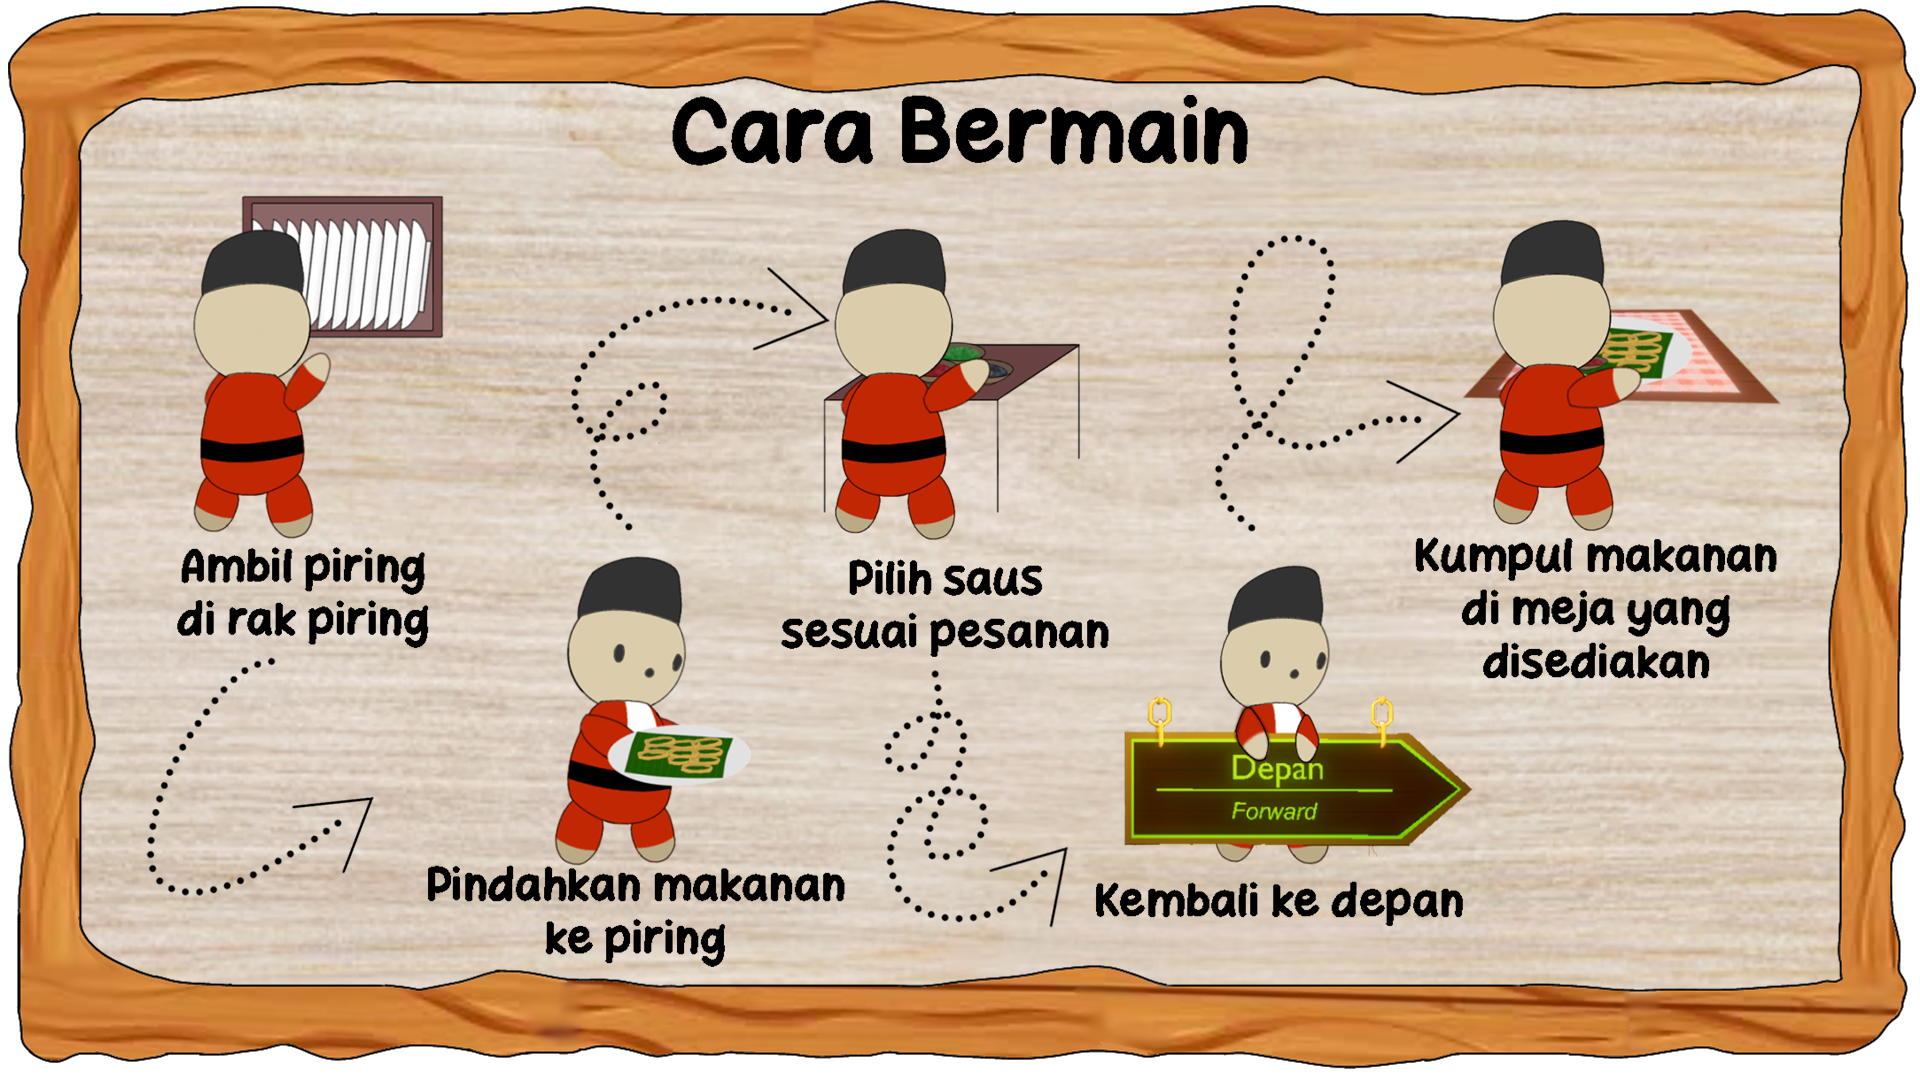 Cara Bermain
Ambil piring
di rak piring
Pindahkan makanan
ke piring
Pilih saus
sesuai pesanan
Depan
Forward
Kembali ke depan
Kumpul makanan
di meja yang
disediakan